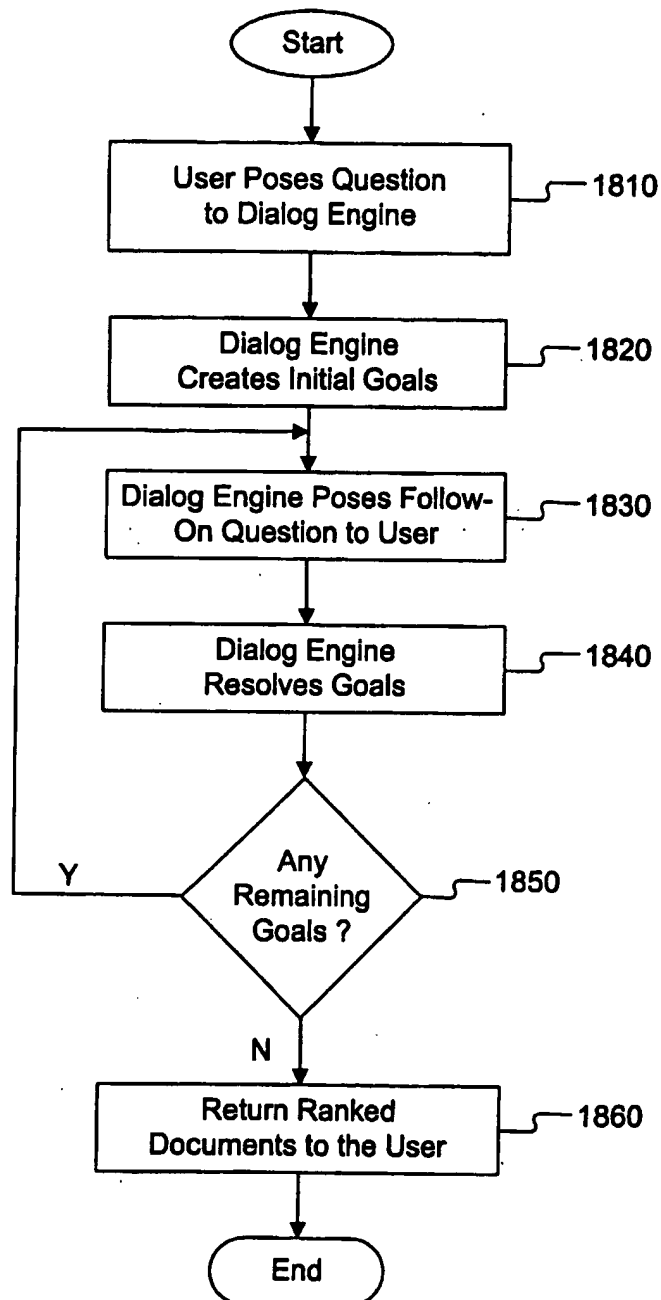 Start
User Poses Question
to Dialog Engine
1810
Dialog Engine
Creates Initial Goals
1820
Dialog Engine Poses Follow-
On Question to User
1830
Dialog Engine
Resolves Goals
1840
Any
Remaining
Goals ?
1850
Y
N
Return Ranked
Documents to the User
1860
End